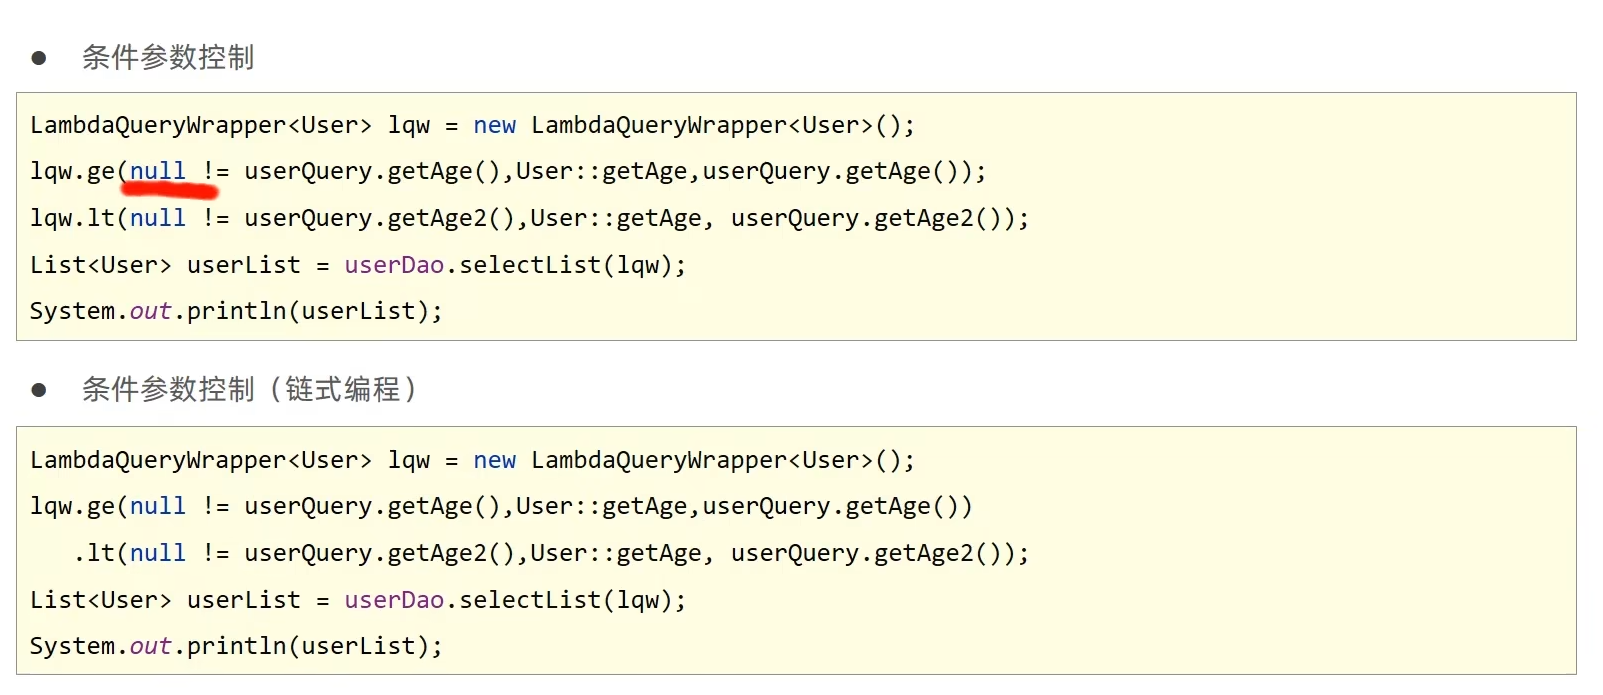 ● 条件参数控制
LambdaQueryWrapper<User> lqw = new LambdaQueryWrapper<User>();
lqw.ge(null != userQuery.getAge(),User::getAge,userQuery.getAge());
lqw.lt(null != userQuery.getAge2(),User::getAge, userQuery.getAge2());
List<User> userList = userDao.selectList(lqw);
System.out.println(userList);
● 条件参数控制（链式编程）
LambdaQueryWrapper<User> lqw = new LambdaQueryWrapper<User>();
lqw.ge(null != userQuery.getAge(),User::getAge,userQuery.getAge())
   .lt(null != userQuery.getAge2(),User::getAge, userQuery.getAge2());
List<User> userList = userDao.selectList(lqw);
System.out.println(userList);